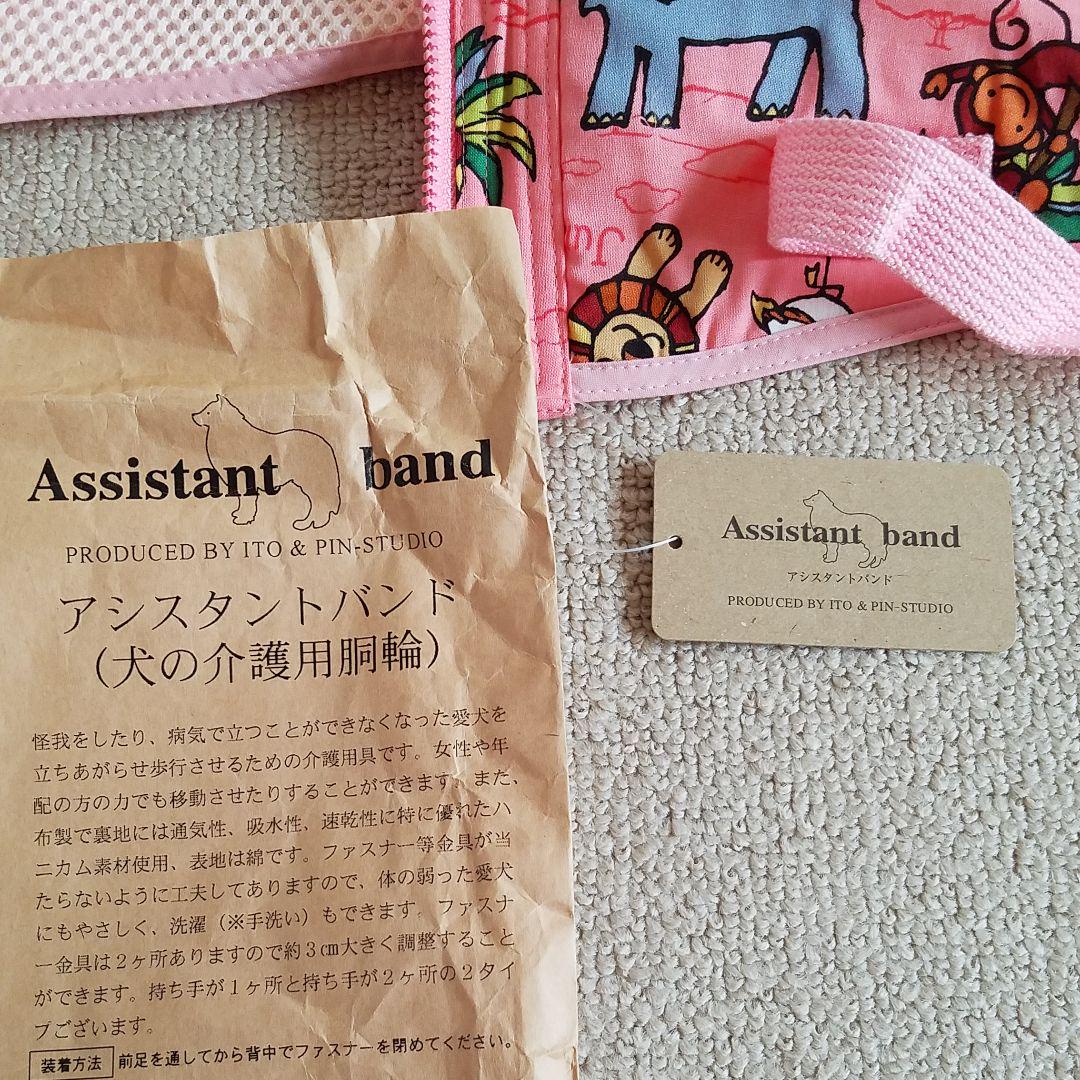 Assistant band
PRODUCED BY ITO & PIN-STUDIO
アシスタントバンド
(犬の介護用胴輪)
怪我をしたり、病気で立つことができなくなった愛犬を
立ちあがらせ歩行させるための介護用具です。女性や年
配の方の力でも移動させたりすることができます。また、
布製で裏地には通気性、吸水性、速乾性に特に優れたハ
ニカム素材使用、表地は綿です。ファスナー等金具が当
たらないように工夫してありますので、体の弱った愛犬
にもやさしく、洗濯(※手洗い)もできます。ファスナ
ー金具は2ヶ所ありますので約3㎝大きく調整すること
ができます。持ち手が1ヶ所と持ち手が2ヶ所の2タイ
プございます。
装着方法 前足を通してから背中でファスナーを閉めてください。
Assistant band
アシスタントバンド
PRODUCED BY ITO & PIN-STUDIO